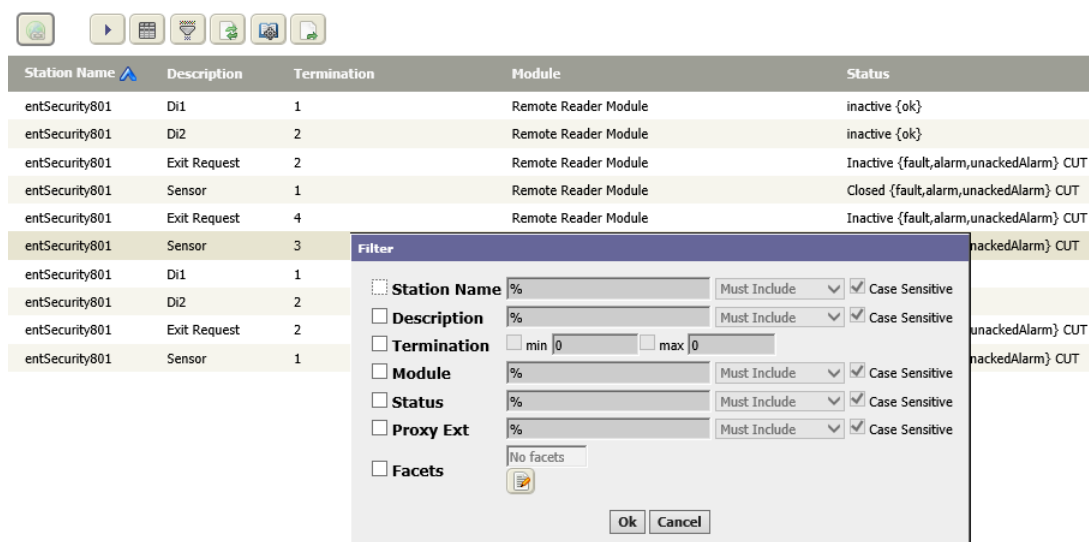 Station Name Description Termination Module Status
entSecurity801 Di1 1 Remote Reader Module inactive {ok}
entSecurity801 Di2 2 Remote Reader Module inactive {ok}
entSecurity801 Exit Request 2 Remote Reader Module Inactive {fault,alarm,unackedAlarm} CUT
entSecurity801 Sensor 1 Remote Reader Module Closed {fault,alarm,unackedAlarm} CUT
entSecurity801 Exit Request 4 Remote Reader Module Inactive {fault,alarm,unackedAlarm} CUT
entSecurity801 Sensor 3 nackedAlarm} CUT
entSecurity801 Di1 1
entSecurity801 Di2 2
entSecurity801 Exit Request 2 unackedAlarm} CUT
entSecurity801 Sensor 1 nackedAlarm} CUT
Filter
Station Name % Must Include Case Sensitive
Description % Must Include Case Sensitive
Termination min 0 max 0
Module % Must Include Case Sensitive
Status % Must Include Case Sensitive
Proxy Ext % Must Include Case Sensitive
Facets No facets
Ok Cancel